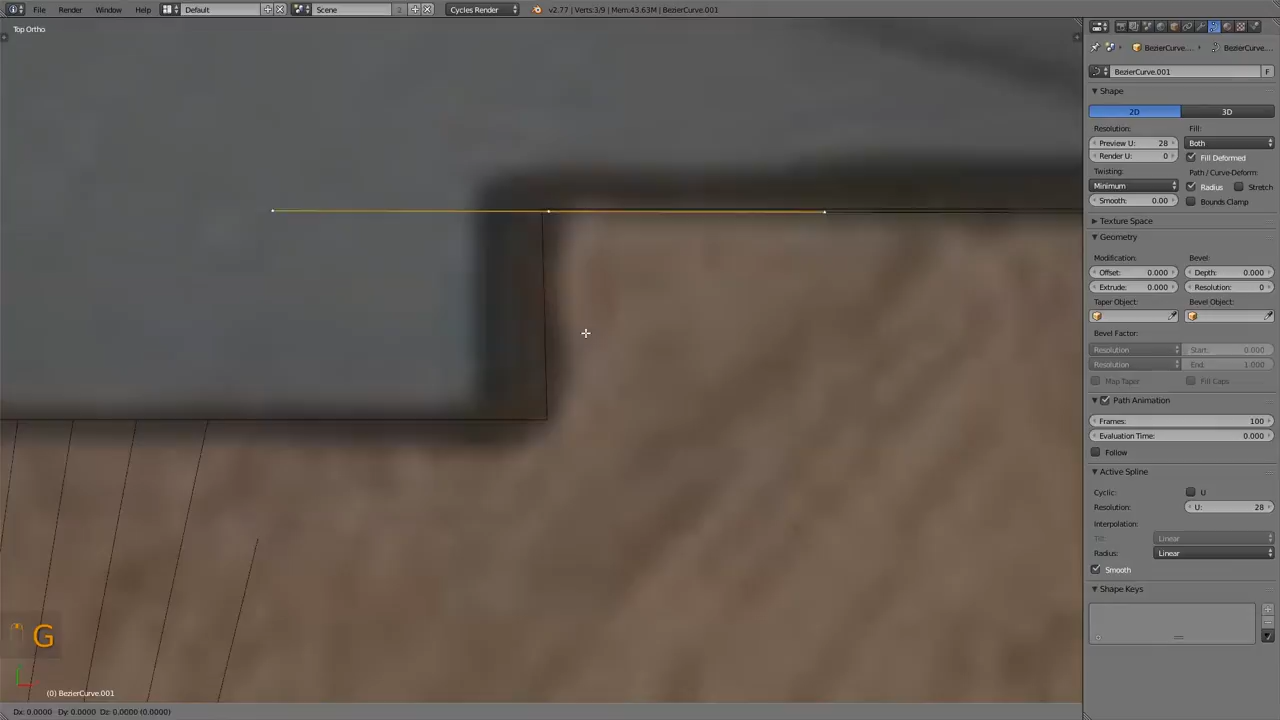 File Render Window Help Default Scene 2 Cycles Render v2.77 | Verts:3/9 | Mem:43.63M | BezierCurve.001
Top Ortho
BezierCurve.... BezierCurve....
BezierCurve.001 F
Shape
2D 3D
Resolution: Fill:
Preview U: 28 Both
Render U: 0 Fill Deformed
Twisting: Path / Curve-Deform:
Minimum Radius Stretch
Smooth: 0.00 Bounds Clamp
Texture Space
Geometry
Modification: Bevel:
Offset: 0.000 Depth: 0.000
Extrude: 0.000 Resolution: 0
Taper Object: Bevel Object:
Bevel Factor:
Resolution Start: 0.000
Resolution End: 1.000
Map Taper Fill Caps
Path Animation
Frames: 100
Evaluation Time: 0.000
Follow
Active Spline
Cyclic: U
Resolution: U: 28
Interpolation:
Tilt: Linear
Radius: Linear
Smooth
Shape Keys
G
(0) BezierCurve.001
Dx: 0.0000 Dy: 0.0000 Dz: 0.0000 (0.0000)